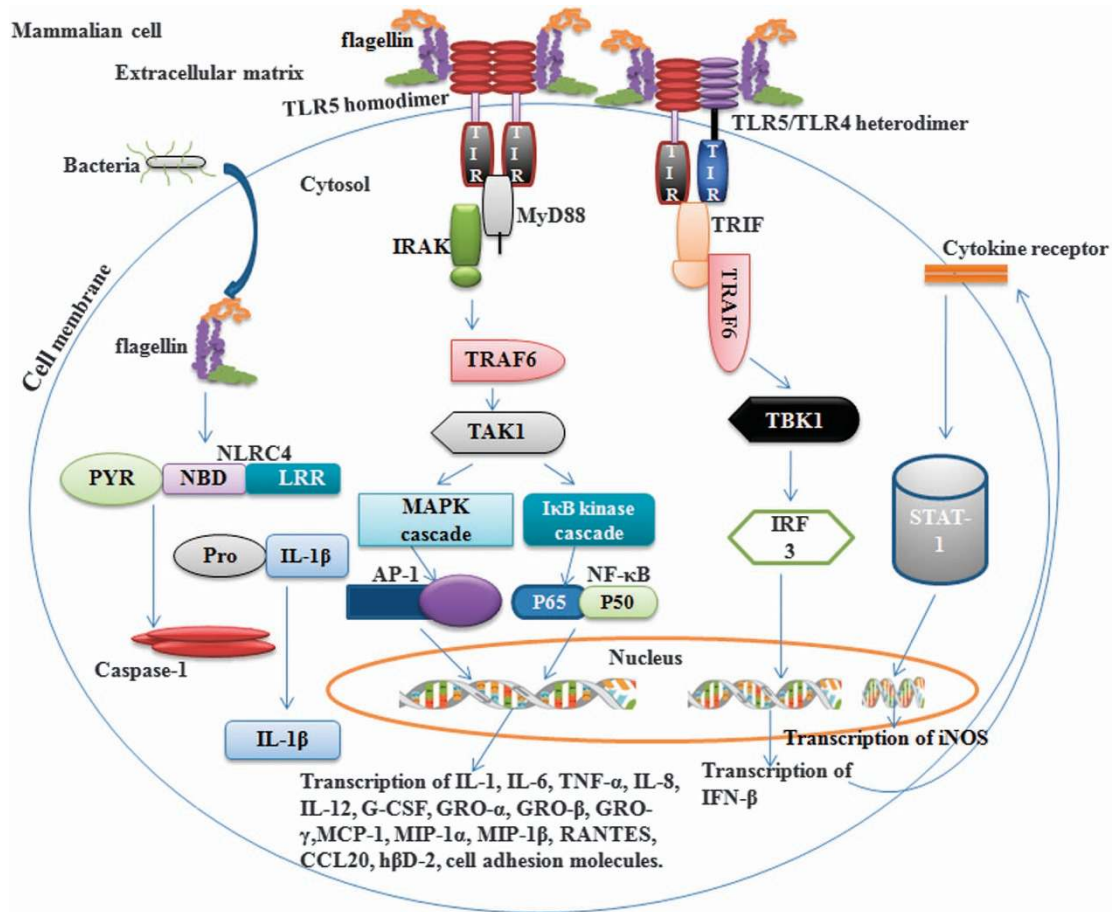 Mammalian cell
flagellin
Extracellular matrix
TLR5 homodimer
TLR5/TLR4 heterodimer
TIR
TIR
TIR
TIR
Bacteria
Cytosol
MyD88
TRIF
IRAK
Cytokine receptor
Cell membrane
TRAF6
flagellin
TRAF6
TAK1
TBK1
NLRC4
PYR
NBD
LRR
MAPK
cascade
IκB kinase
cascade
IRF
3
STAT-
1
Pro
IL-1β
AP-1
NF-κB
P65
P50
Caspase-1
Nucleus
IL-1β
Transcription of iNOS
Transcription of IL-1, IL-6, TNF-α, IL-8,
IL-12, G-CSF, GRO-α, GRO-β, GRO-
γ,MCP-1, MIP-1α, MIP-1β, RANTES,
CCL20, hβD-2, cell adhesion molecules.
Transcription of
IFN-β